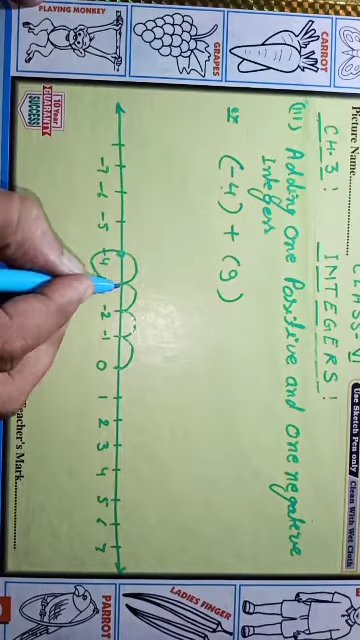 PLAYING MONKEY
GRAPES
CARROT
Picture Name
CLASS-VI
Use Sketch Pen only
Clean With Wet Cloth
CH-3: INTEGERS:
(iii) Adding One Positive and One negative
Integers
(-4) + (9)
-7 -6 -5 -4 -2 -1 0 1 2 3 4 5 6 7
10 Year
GUARANTY
SUCCESS
Teacher's Mark
PARROT
LADIES FINGER